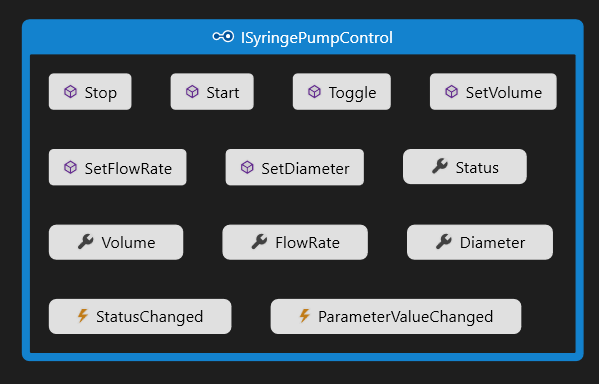 ISyringePumpControl
Stop Start Toggle SetVolume
SetFlowRate SetDiameter Status
Volume FlowRate Diameter
StatusChanged ParameterValueChanged